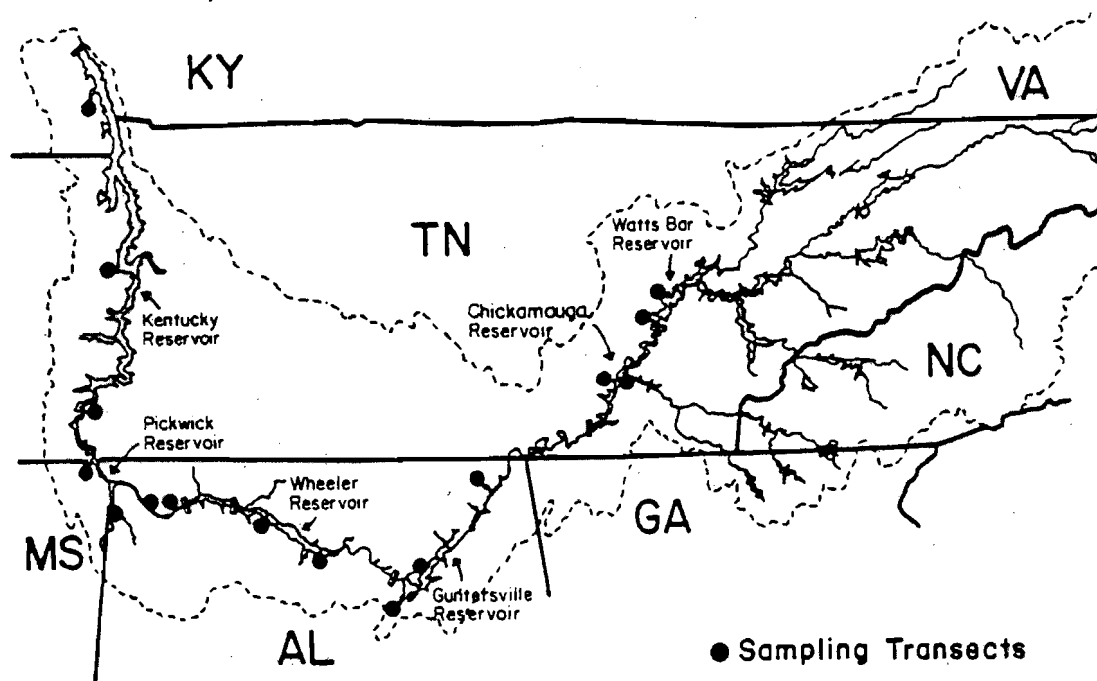 KY
VA
TN
Watts Bar
Reservoir
Chickamauga
Reservoir
Kentucky
Reservoir
NC
Pickwick
Reservoir
Wheeler
Reservoir
GA
MS
Guntersville
Reservoir
AL
Sampling Transects